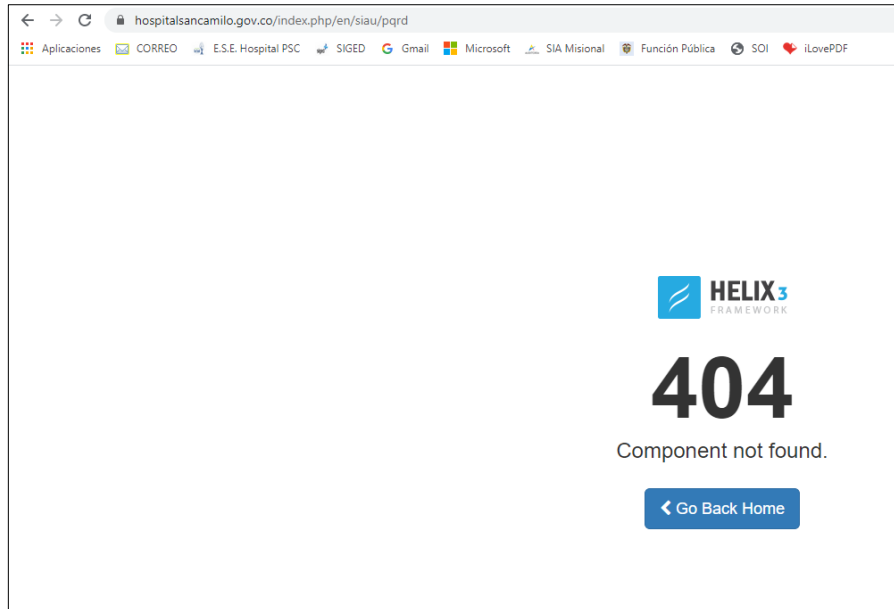 hospitalsancamilo.gov.co/index.php/en/siau/pqrd
Aplicaciones CORREO E.S.E. Hospital PSC SIGED Gmail Microsoft SIA Misional Función Pública SOI iLovePDF
HELIX3
FRAMEWORK
404
Component not found.
Go Back Home